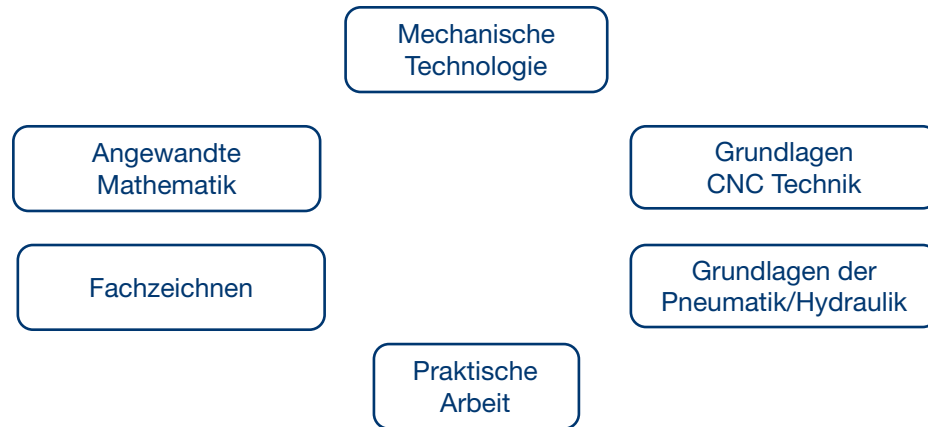 Mechanische
Technologie
Angewandte
Mathematik
Grundlagen
CNC Technik
Fachzeichnen
Grundlagen der
Pneumatik/Hydraulik
Praktische
Arbeit